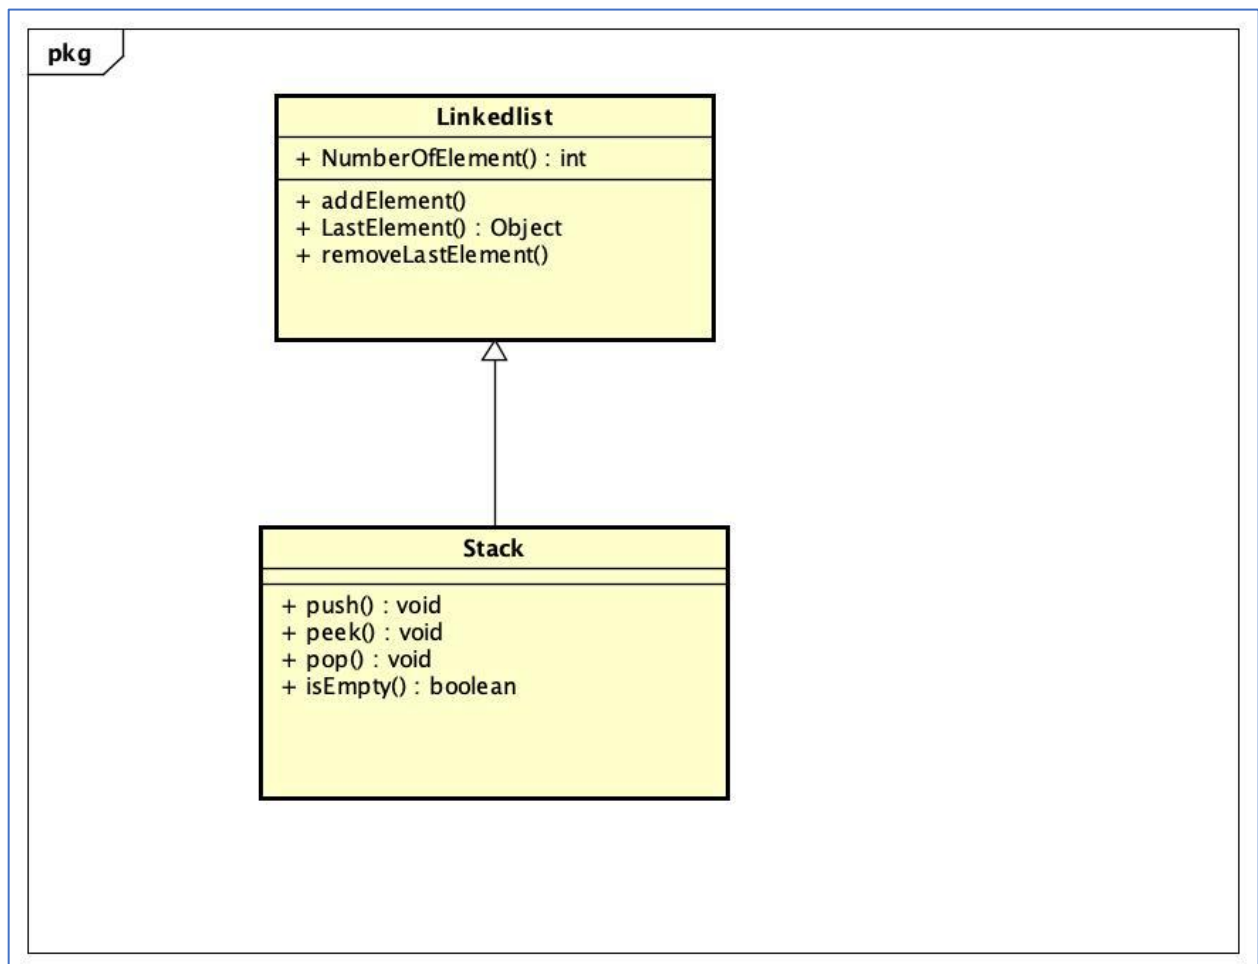 pkg
Linkedlist
+ NumberOfElement() : int
+ addElement()
+ LastElement() : Object
+ removeLastElement()
Stack
+ push() : void
+ peek() : void
+ pop() : void
+ isEmpty() : boolean